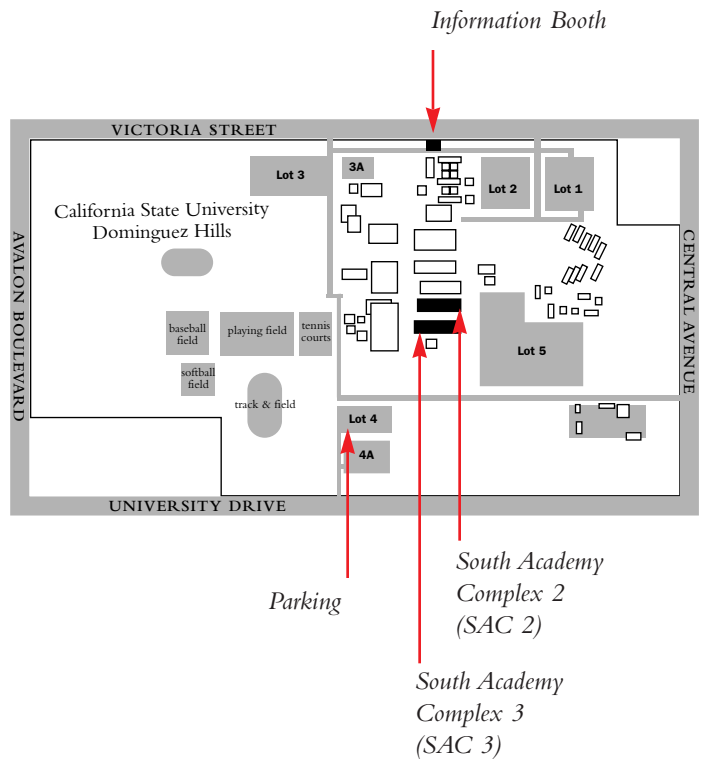 Information Booth
VICTORIA STREET
Lot 3
3A
Lot 2
Lot 1
California State University
Dominguez Hills
AVALON BOULEVARD
CENTRAL AVENUE
baseball
field
playing field
tennis
courts
Lot 5
softball
field
track & field
Lot 4
4A
UNIVERSITY DRIVE
Parking
South Academy
Complex 2
(SAC 2)
South Academy
Complex 3
(SAC 3)